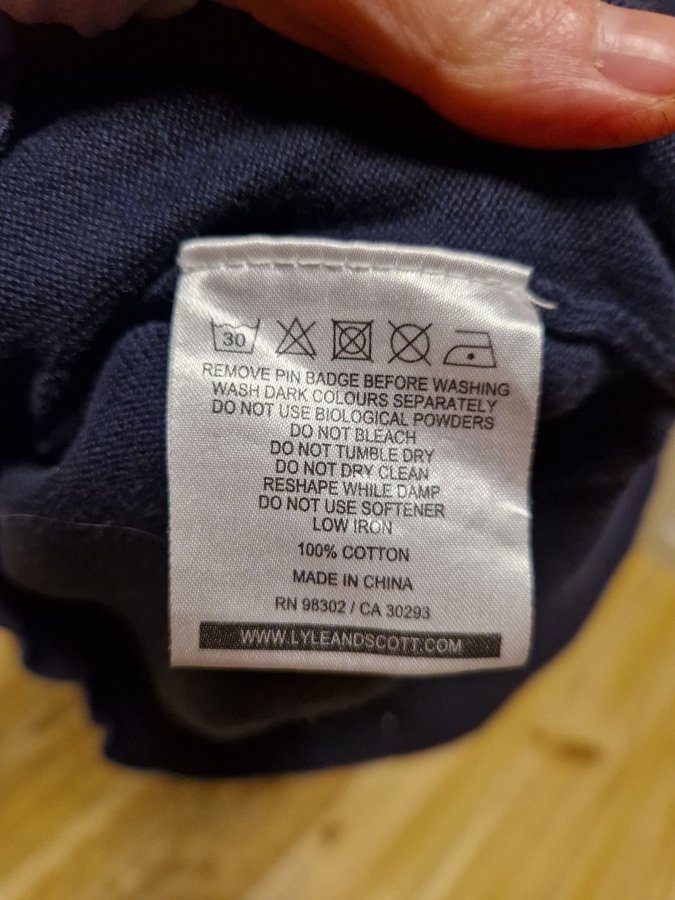 30
REMOVE PIN BADGE BEFORE WASHING
WASH DARK COLOURS SEPARATELY
DO NOT USE BIOLOGICAL POWDERS
DO NOT BLEACH
DO NOT TUMBLE DRY
DO NOT DRY CLEAN
RESHAPE WHILE DAMP
DO NOT USE SOFTENER
LOW IRON
100% COTTON
MADE IN CHINA
RN 98302 / CA 30293
WWW.LYLEANDSCOTT.COM